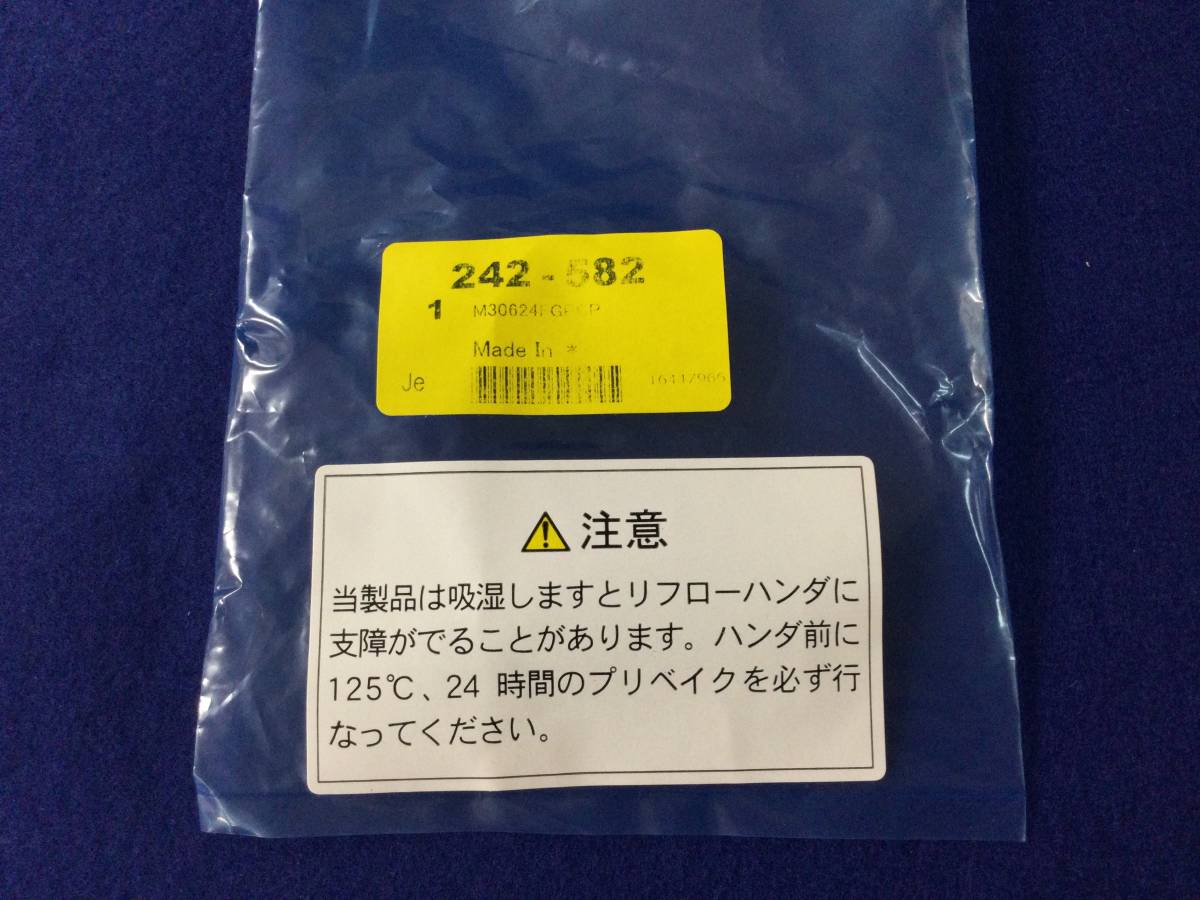 242-582
1
Made In *
Je
注意
当製品は吸湿しますとリフローハンダに
支障がでることがあります。ハンダ前に
125℃、24 時間のプリベイクを必ず行
なってください。